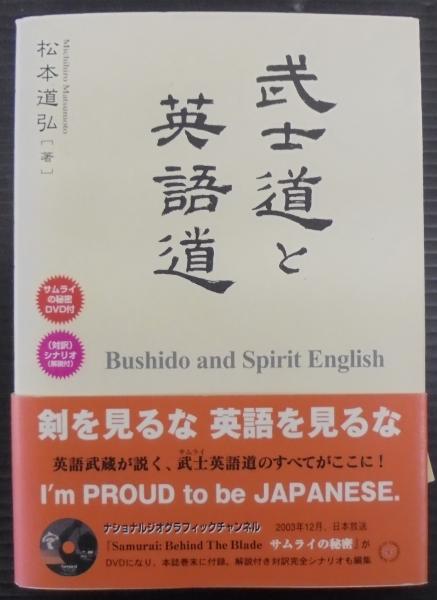 武士道と
英語道
Michihiro Matsumoto
松本道弘[著]
サムライ
の秘密
DVD付
(対訳)
シナリオ
(解説付)
Bushido and Spirit English
剣を見るな 英語を見るな
サムライ
英語武蔵が説く、武士英語道のすべてがここに!
I'm PROUD to be JAPANESE.
ナショナルジオグラフィックチャンネル 2003年12月、日本放送
『Samurai: Behind The Blade サムライの秘密』が
DVDになり、本誌巻末に付録。解説付き対訳完全シナリオも編集